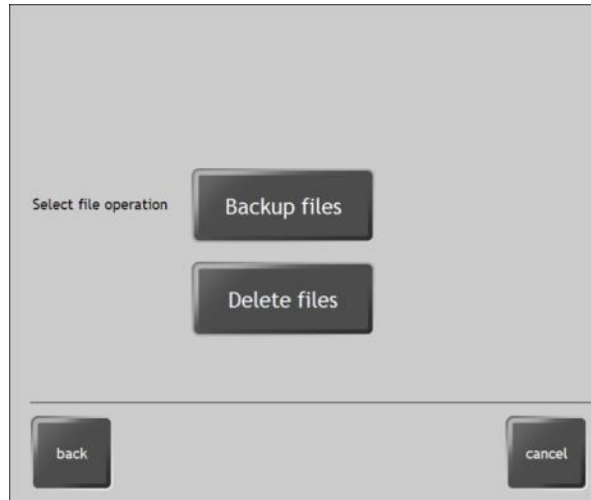 Select file operation
Backup files
Delete files
back
cancel